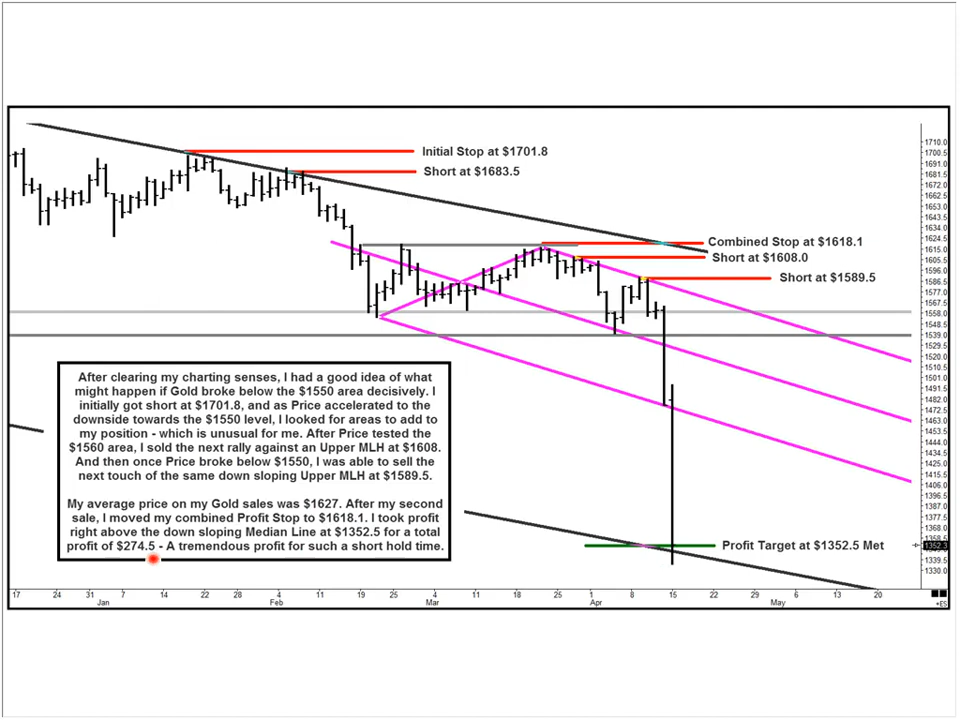 Initial Stop at $1701.8
Short at $1683.5
Combined Stop at $1618.1
Short at $1608.0
Short at $1589.5
After clearing my charting senses, I had a good idea of what
might happen if Gold broke below the $1550 area decisively. I
initially got short at $1701.8, and as Price accelerated to the
downside towards the $1550 level, I looked for areas to add to
my position - which is unusual for me. After Price tested the
$1560 area, I sold the next rally against an Upper MLH at $1608.
And then once Price broke below $1550, I was able to sell the
next touch of the same down sloping Upper MLH at $1589.5.
My average price on my Gold sales was $1627. After my second
sale, I moved my combined Profit Stop to $1618.1. I took profit
right above the down sloping Median Line at $1352.5 for a total
profit of $274.5 - A tremendous profit for such a short hold time.
Profit Target at $1352.5 Met
1710.0
1700.5
1691.0
1681.5
1672.0
1662.5
1653.0
1643.5
1634.0
1624.5
1615.0
1605.5
1596.0
1586.5
1577.0
1567.5
1558.0
1548.5
1539.0
1529.5
1520.0
1510.5
1501.0
1491.5
1482.0
1472.5
1463.0
1453.5
1444.0
1434.5
1425.0
1415.5
1406.0
1396.5
1387.0
1377.5
1368.0
1358.5
1352.3
1339.5
1330.0
17 24 31 7 14 22 28 4 11 19 25 4 11 18 25 1 8 15 22 29 6 13 20
Jan Feb Mar Apr May
+ES